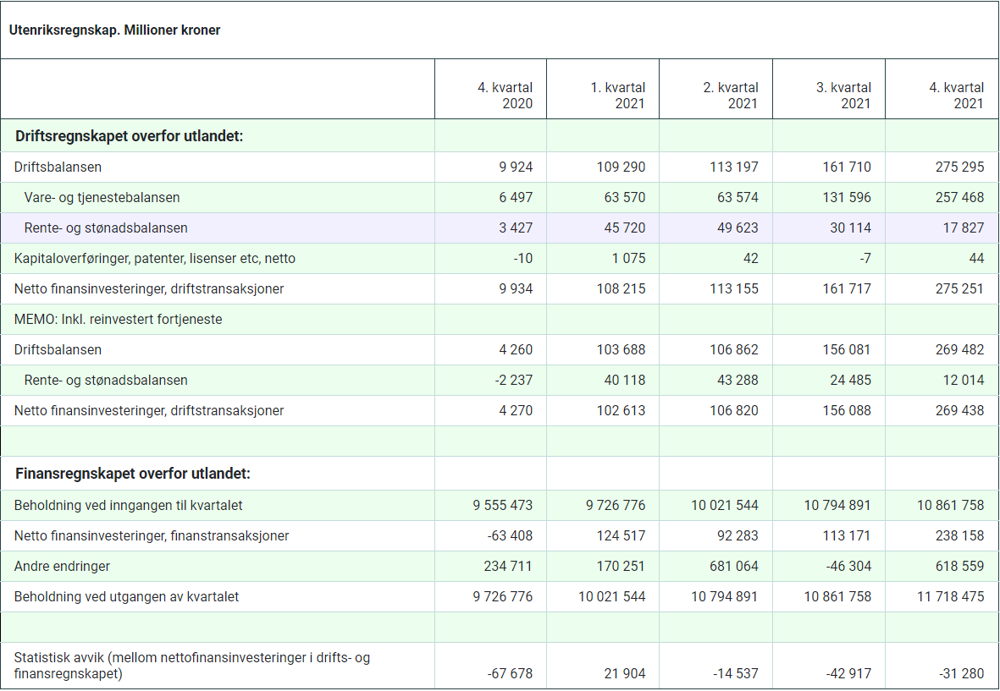 Utenriksregnskap. Millioner kroner
4. kvartal 1. kvartal 2. kvartal 3. kvartal 4. kvartal
2020 2021 2021 2021 2021
Driftsregnskapet overfor utlandet:
Driftsbalansen 9 924 109 290 113 197 161 710 275 295
Vare- og tjenestebalansen 6 497 63 570 63 574 131 596 257 468
Rente- og stønadsbalansen 3 427 45 720 49 623 30 114 17 827
Kapitaloverføringer, patenter, lisenser etc, netto -10 1 075 42 -7 44
Netto finansinvesteringer, driftstransaksjoner 9 934 108 215 113 155 161 717 275 251
MEMO: Inkl. reinvestert fortjeneste
Driftsbalansen 4 260 103 688 106 862 156 081 269 482
Rente- og stønadsbalansen -2 237 40 118 43 288 24 485 12 014
Netto finansinvesteringer, driftstransaksjoner 4 270 102 613 106 820 156 088 269 438
Finansregnskapet overfor utlandet:
Beholdning ved inngangen til kvartalet 9 555 473 9 726 776 10 021 544 10 794 891 10 861 758
Netto finansinvesteringer, finanstransaksjoner -63 408 124 517 92 283 113 171 238 158
Andre endringer 234 711 170 251 681 064 -46 304 618 559
Beholdning ved utgangen av kvartalet 9 726 776 10 021 544 10 794 891 10 861 758 11 718 475
Statistisk avvik (mellom nettofinansinvesteringer i drifts- og
finansregnskapet) -67 678 21 904 -14 537 -42 917 -31 280